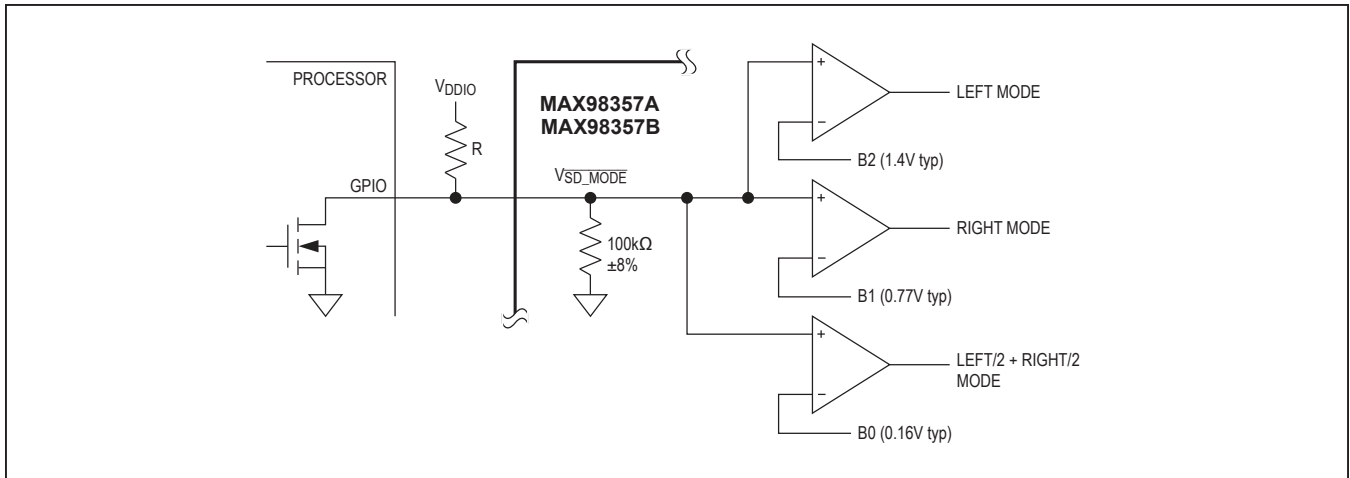 PROCESSOR
VDDIO
R
GPIO
MAX98357A
MAX98357B
VSD_MODE
100kΩ
±8%
+
−
LEFT MODE
B2 (1.4V typ)
+
−
RIGHT MODE
B1 (0.77V typ)
+
−
LEFT/2 + RIGHT/2
MODE
B0 (0.16V typ)